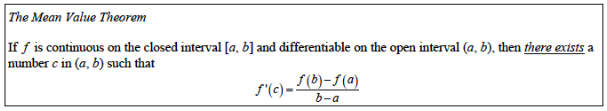 The Mean Value Theorem
If f is continuous on the closed interval [a, b] and differentiable on the open interval (a, b), then there exists a
number c in (a, b) such that
f'(c) = f(b) − f(a) / b − a